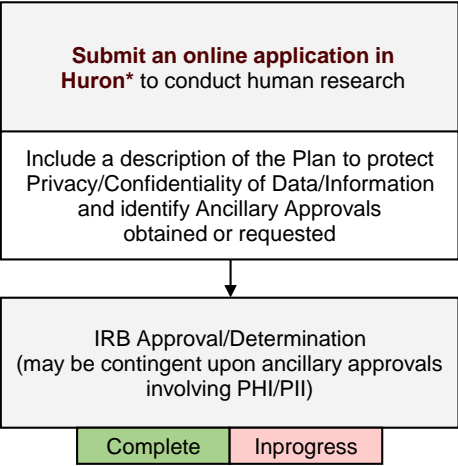 Submit an online application in
Huron* to conduct human research
Include a description of the Plan to protect
Privacy/Confidentiality of Data/Information
and identify Ancillary Approvals
obtained or requested
IRB Approval/Determination
(may be contingent upon ancillary approvals
involving PHI/PII)
Complete Inprogress